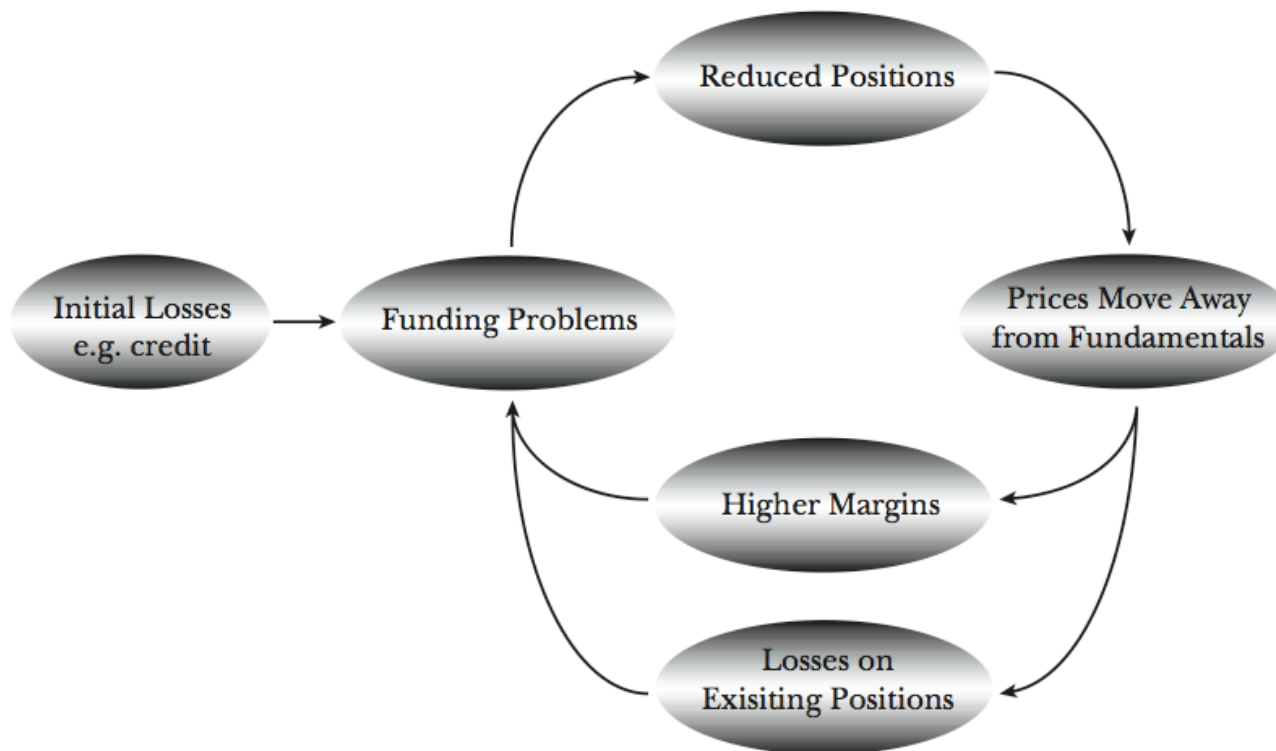 Reduced Positions
Initial Losses
e.g. credit
Funding Problems
Prices Move Away
from Fundamentals
Higher Margins
Losses on
Exisiting Positions